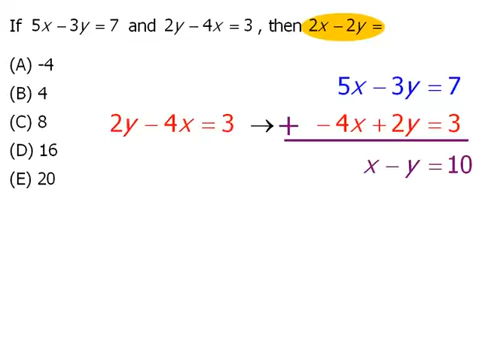 If 5x − 3y = 7 and 2y − 4x = 3 , then 2x − 2y =
(A) -4
(B) 4
(C) 8
(D) 16
(E) 20
5x − 3y = 7
2y − 4x = 3 → + − 4x + 2y = 3
x − y = 10